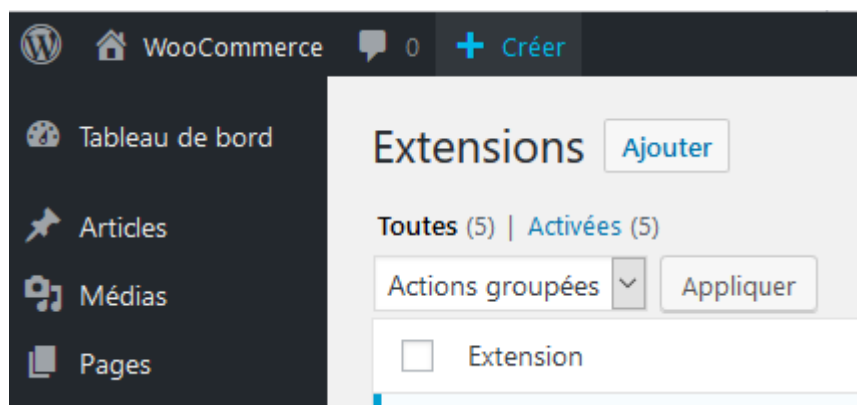 WooCommerce 0 + Créer
Tableau de bord
Articles
Médias
Pages
Extensions Ajouter
Toutes (5) | Activées (5)
Actions groupées Appliquer
Extension